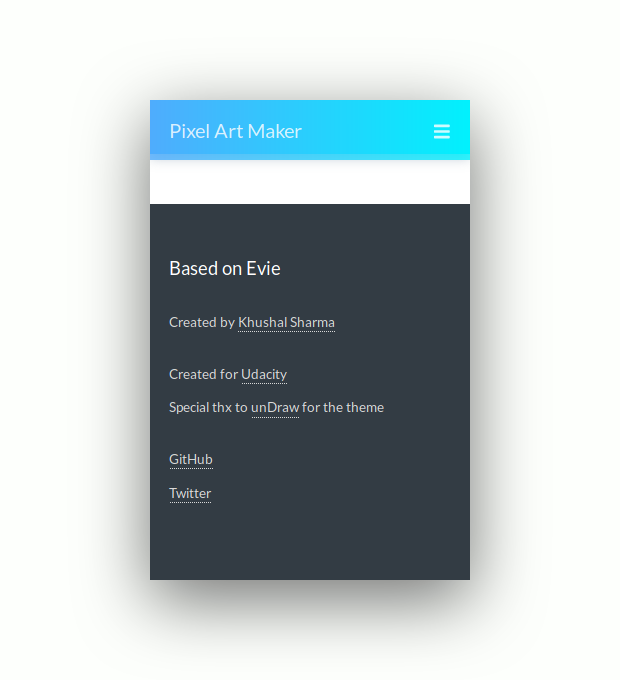 Pixel Art Maker
Based on Evie
Created by Khushal Sharma
Created for Udacity
Special thx to unDraw for the theme
GitHub
Twitter